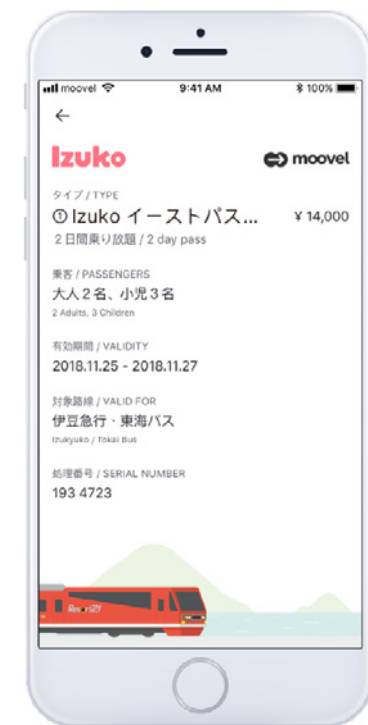 moovel 9:41 AM 100%
Izuko moovel
タイプ / TYPE
① Izuko イーストパス... ¥ 14,000
2日間乗り放題 / 2 day pass
乗客 / PASSENGERS
大人2名、小児3名
2 Adults, 3 Children
有効期間 / VALIDITY
2018.11.25 - 2018.11.27
対象路線 / VALID FOR
伊豆急行・東海バス
Izukyuko / Tokai Bus
処理番号 / SERIAL NUMBER
193 4723
Resort21